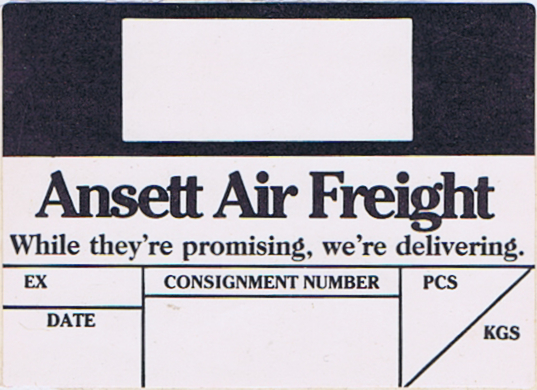 Ansett Air Freight
While they're promising, we're delivering.
EX
CONSIGNMENT NUMBER
PCS
DATE
KGS